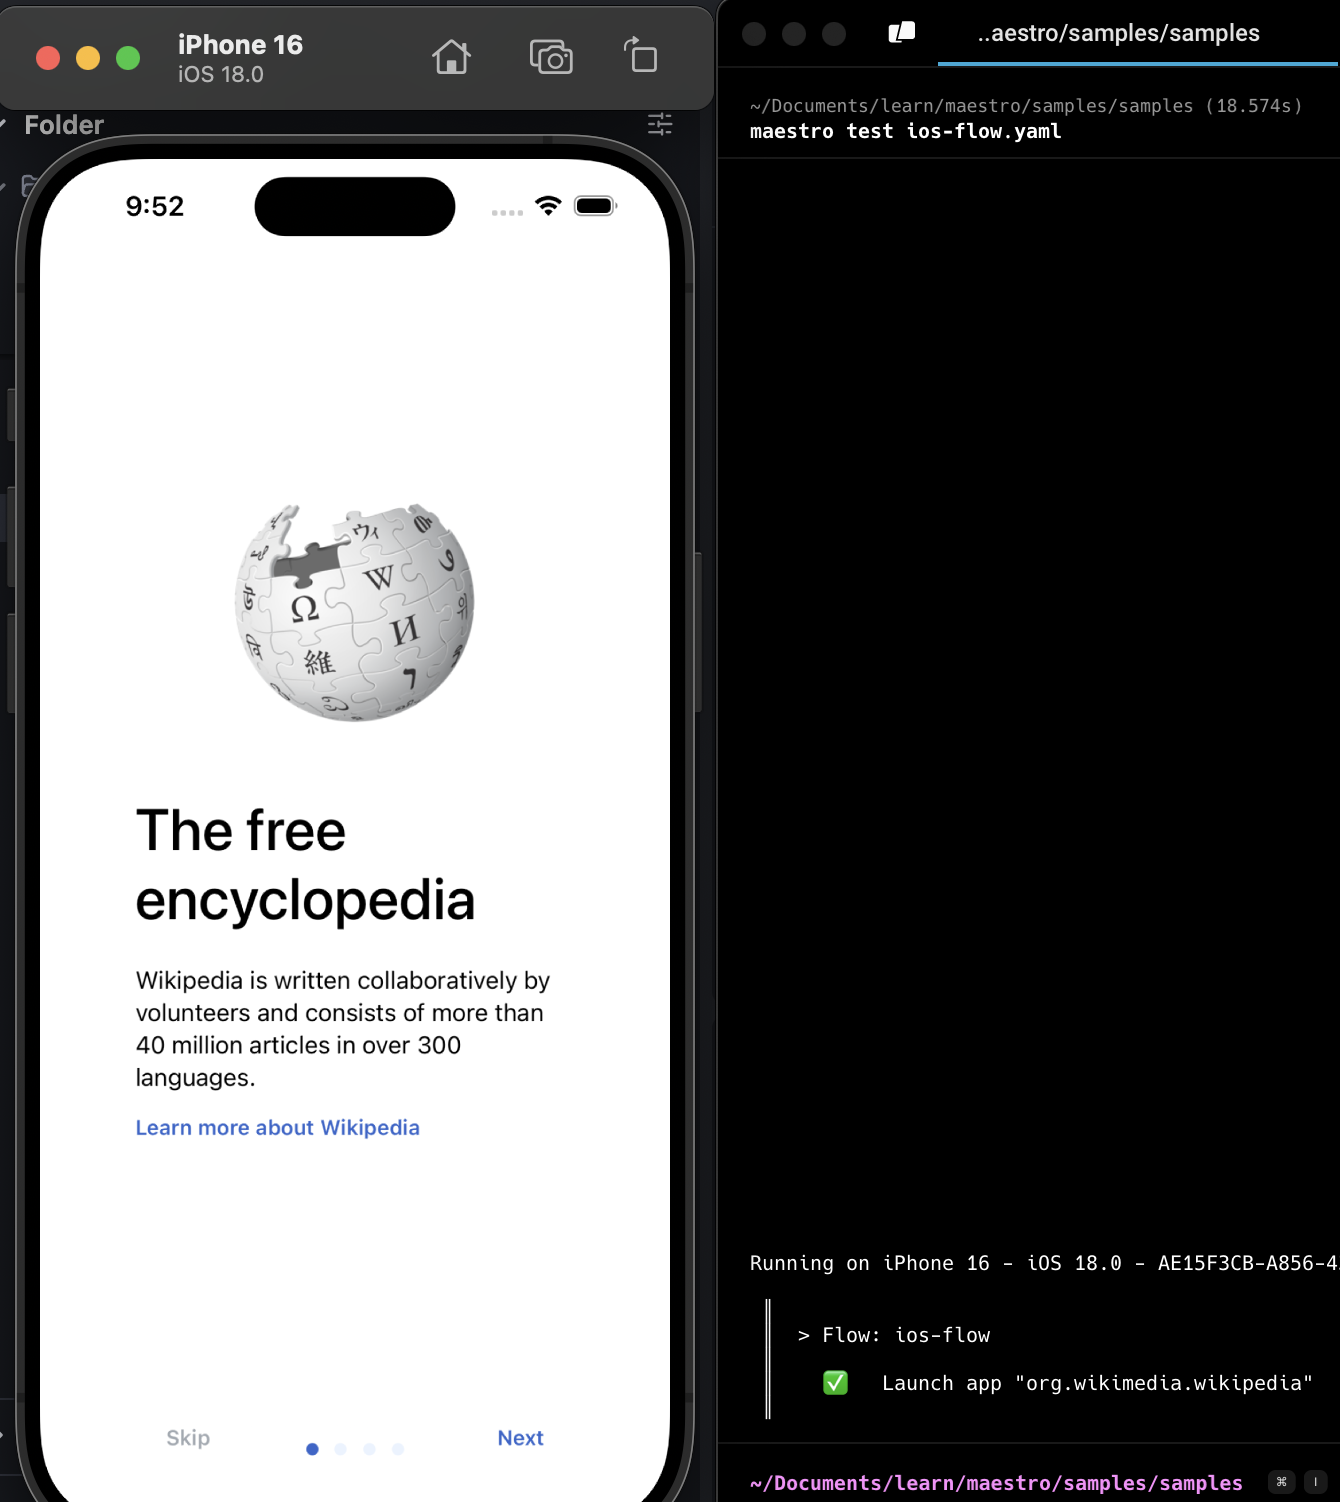 iPhone 16
iOS 18.0
Folder
9:52
ウィ
W
Ω
И
維
위
The free
encyclopedia
Wikipedia is written collaboratively by
volunteers and consists of more than
40 million articles in over 300
languages.
Learn more about Wikipedia
Skip
Next
..aestro/samples/samples
~/Documents/learn/maestro/samples/samples (18.574s)
maestro test ios-flow.yaml
Running on iPhone 16 - iOS 18.0 - AE15F3CB-A856-4
> Flow: ios-flow
✅ Launch app "org.wikimedia.wikipedia"
~/Documents/learn/maestro/samples/samples
⌘ I